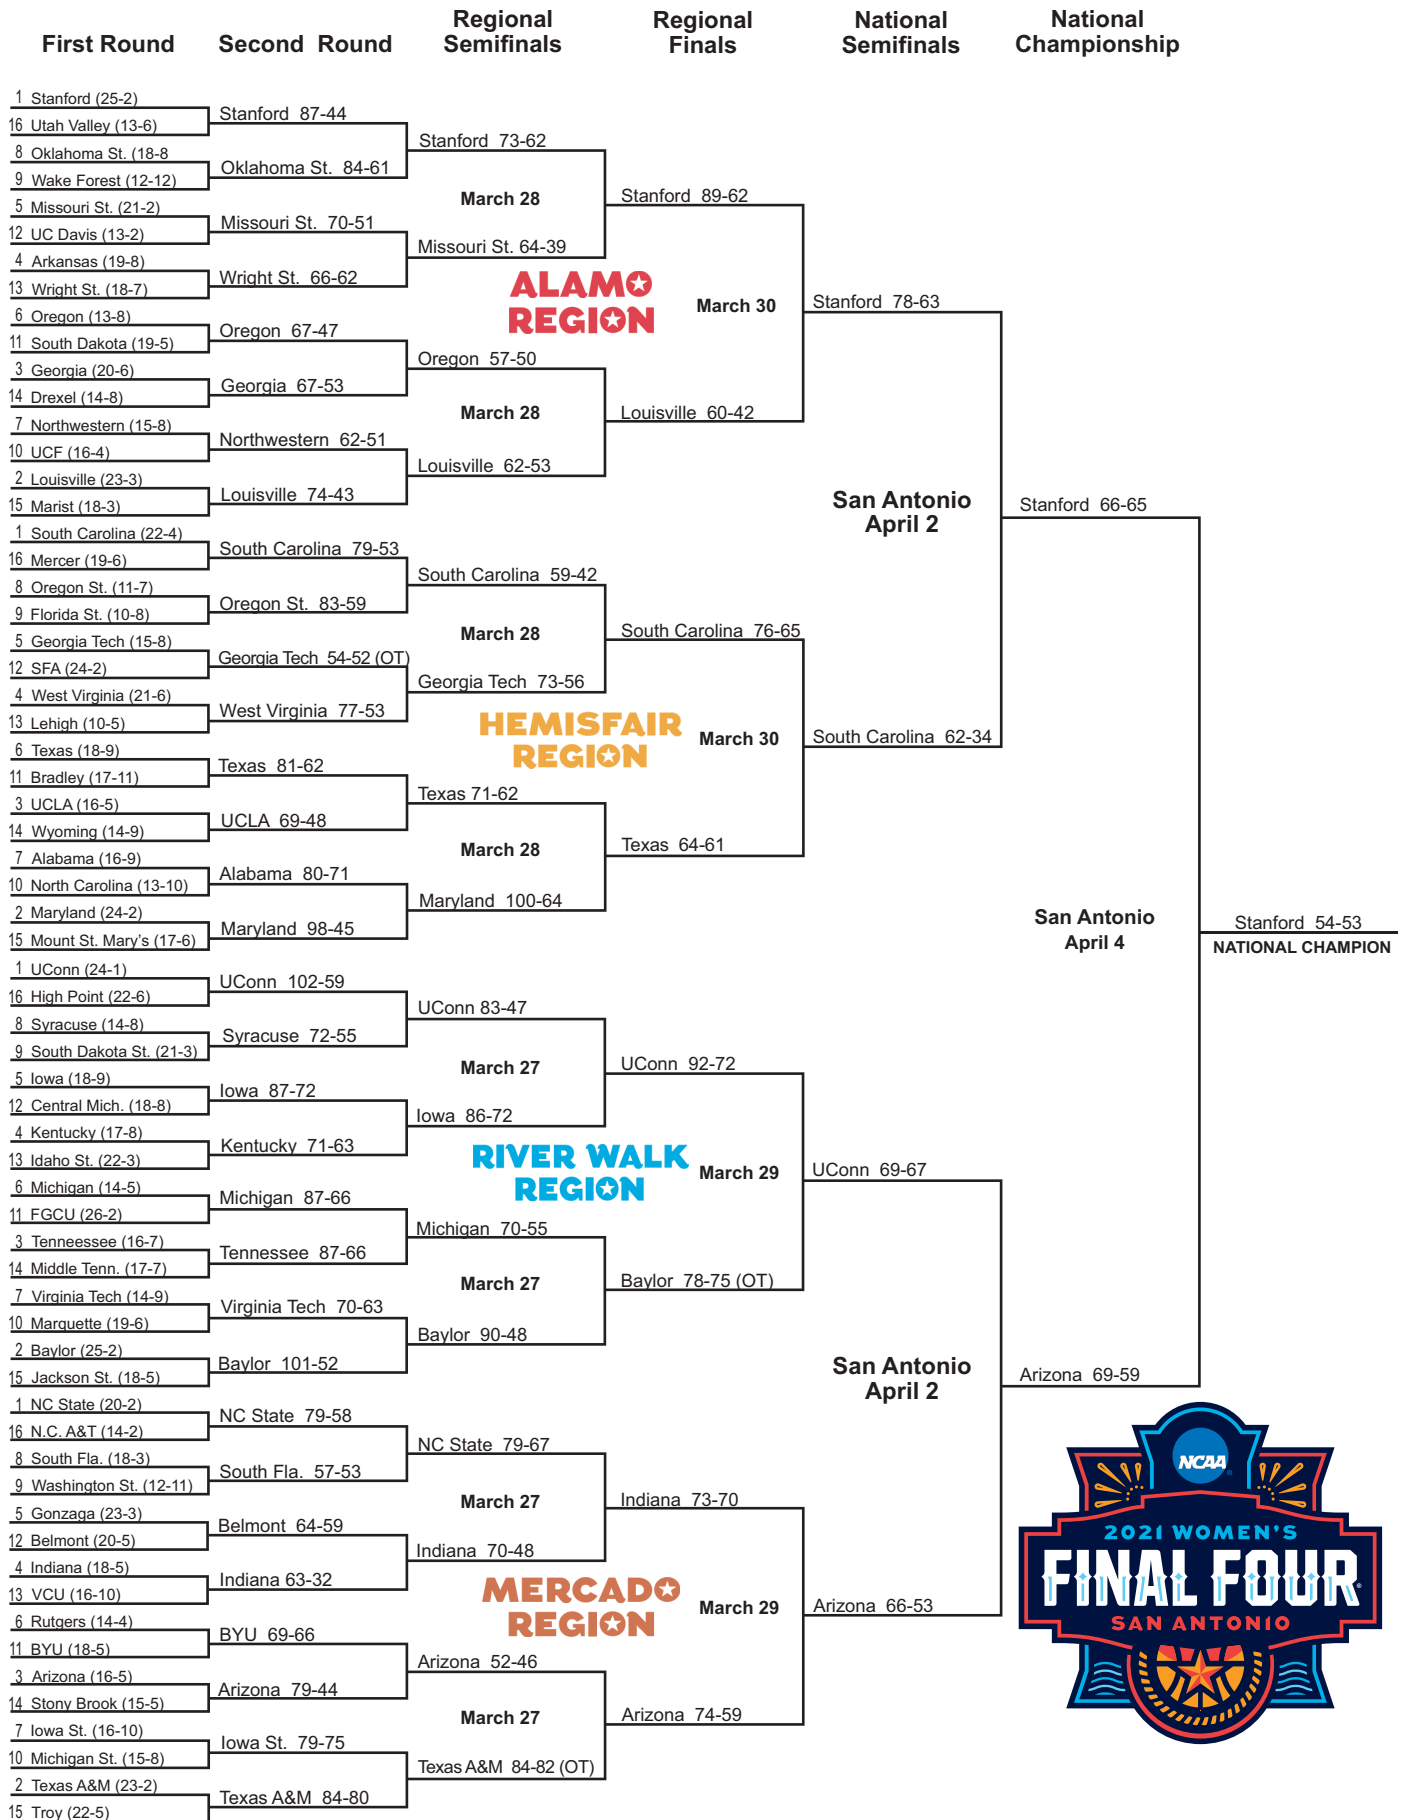 First Round
Second Round
Regional
Semifinals
Regional
Finals
National
Semifinals
National
Championship
1 Stanford (25-2)
16 Utah Valley (13-6)
8 Oklahoma St. (18-8
9 Wake Forest (12-12)
5 Missouri St. (21-2)
12 UC Davis (13-2)
4 Arkansas (19-8)
13 Wright St. (18-7)
6 Oregon (13-8)
11 South Dakota (19-5)
3 Georgia (20-6)
14 Drexel (14-8)
7 Northwestern (15-8)
10 UCF (16-4)
2 Louisville (23-3)
15 Marist (18-3)
1 South Carolina (22-4)
16 Mercer (19-6)
8 Oregon St. (11-7)
9 Florida St. (10-8)
5 Georgia Tech (15-8)
12 SFA (24-2)
4 West Virginia (21-6)
13 Lehigh (10-5)
6 Texas (18-9)
11 Bradley (17-11)
3 UCLA (16-5)
14 Wyoming (14-9)
7 Alabama (16-9)
10 North Carolina (13-10)
2 Maryland (24-2)
15 Mount St. Mary's (17-6)
1 UConn (24-1)
16 High Point (22-6)
8 Syracuse (14-8)
9 South Dakota St. (21-3)
5 Iowa (18-9)
12 Central Mich. (18-8)
4 Kentucky (17-8)
13 Idaho St. (22-3)
6 Michigan (14-5)
11 FGCU (26-2)
3 Tenneessee (16-7)
14 Middle Tenn. (17-7)
7 Virginia Tech (14-9)
10 Marquette (19-6)
2 Baylor (25-2)
15 Jackson St. (18-5)
1 NC State (20-2)
16 N.C. A&T (14-2)
8 South Fla. (18-3)
9 Washington St. (12-11)
5 Gonzaga (23-3)
12 Belmont (20-5)
4 Indiana (18-5)
13 VCU (16-10)
6 Rutgers (14-4)
11 BYU (18-5)
3 Arizona (16-5)
14 Stony Brook (15-5)
7 Iowa St. (16-10)
10 Michigan St. (15-8)
2 Texas A&M (23-2)
15 Troy (22-5)
Stanford 87-44
Oklahoma St. 84-61
Missouri St. 70-51
Wright St. 66-62
Oregon 67-47
Georgia 67-53
Northwestern 62-51
Louisville 74-43
South Carolina 79-53
Oregon St. 83-59
Georgia Tech 54-52 (OT)
West Virginia 77-53
Texas 81-62
UCLA 69-48
Alabama 80-71
Maryland 98-45
UConn 102-59
Syracuse 72-55
Iowa 87-72
Kentucky 71-63
Michigan 87-66
Tennessee 87-66
Virginia Tech 70-63
Baylor 101-52
NC State 79-58
South Fla. 57-53
Belmont 64-59
Indiana 63-32
BYU 69-66
Arizona 79-44
Iowa St. 79-75
Texas A&M 84-80
Stanford 73-62
March 28
Missouri St. 64-39
ALAMO
REGION
Oregon 57-50
March 28
Louisville 62-53
South Carolina 59-42
March 28
Georgia Tech 73-56
HEMISFAIR
REGION
Texas 71-62
March 28
Maryland 100-64
UConn 83-47
March 27
Iowa 86-72
RIVER WALK
REGION
Michigan 70-55
March 27
Baylor 90-48
NC State 79-67
March 27
Indiana 70-48
MERCADO
REGION
Arizona 52-46
March 27
Texas A&M 84-82 (OT)
Stanford 89-62
March 30
Louisville 60-42
South Carolina 76-65
March 30
Texas 64-61
UConn 92-72
March 29
Baylor 78-75 (OT)
Indiana 73-70
March 29
Arizona 74-59
Stanford 78-63
San Antonio
April 2
South Carolina 62-34
UConn 69-67
San Antonio
April 2
Arizona 66-53
Stanford 66-65
San Antonio
April 4
Arizona 69-59
Stanford 54-53
NATIONAL CHAMPION
NCAA
2021 WOMEN'S
FINAL FOUR
SAN ANTONIO